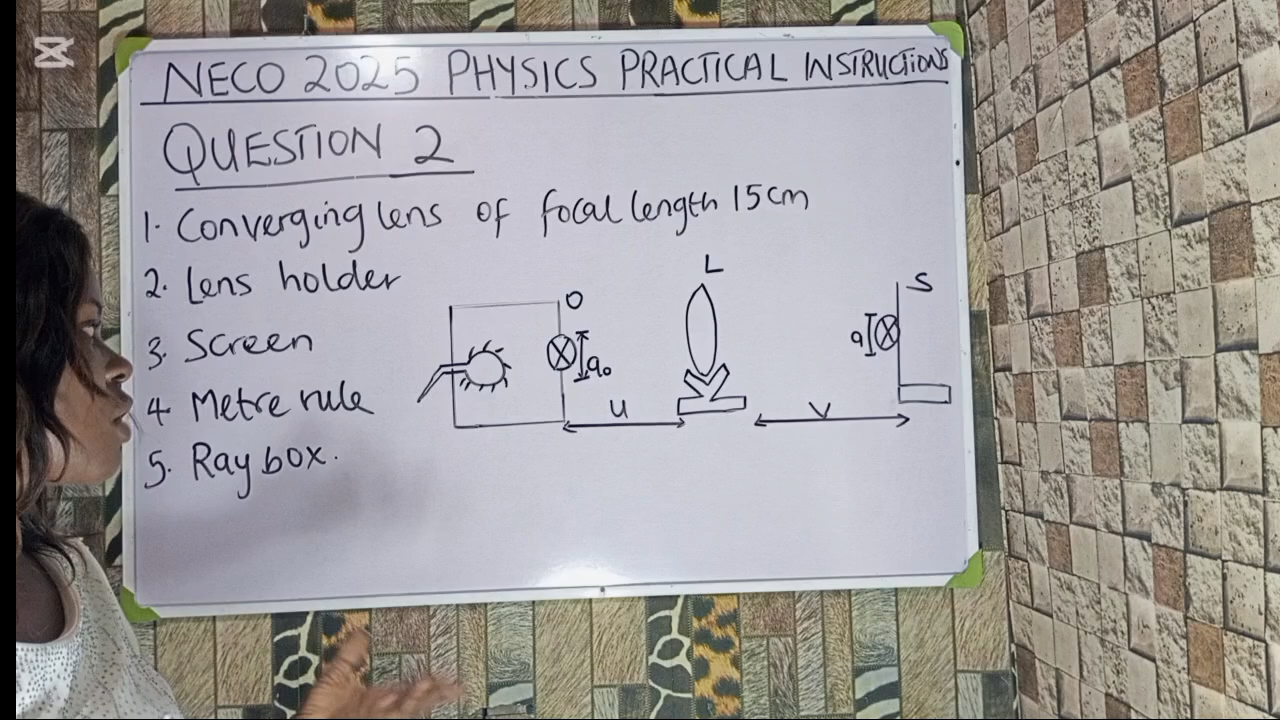 NECO 2025 PHYSICS PRACTICAL INSTRUCTIONS
QUESTION 2
1. Converging lens of focal length 15cm
2. Lens holder
3. Screen
4. Metre rule
5. Ray box.
O
a₀
U
L
V
a
S